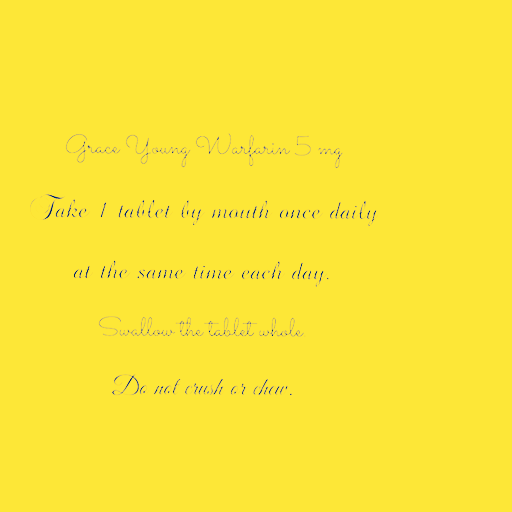 Grace Young Warfarin 5 mg
Take 1 tablet by mouth once daily
at the same time each day.
Swallow the tablet whole
Do not crush or chew.